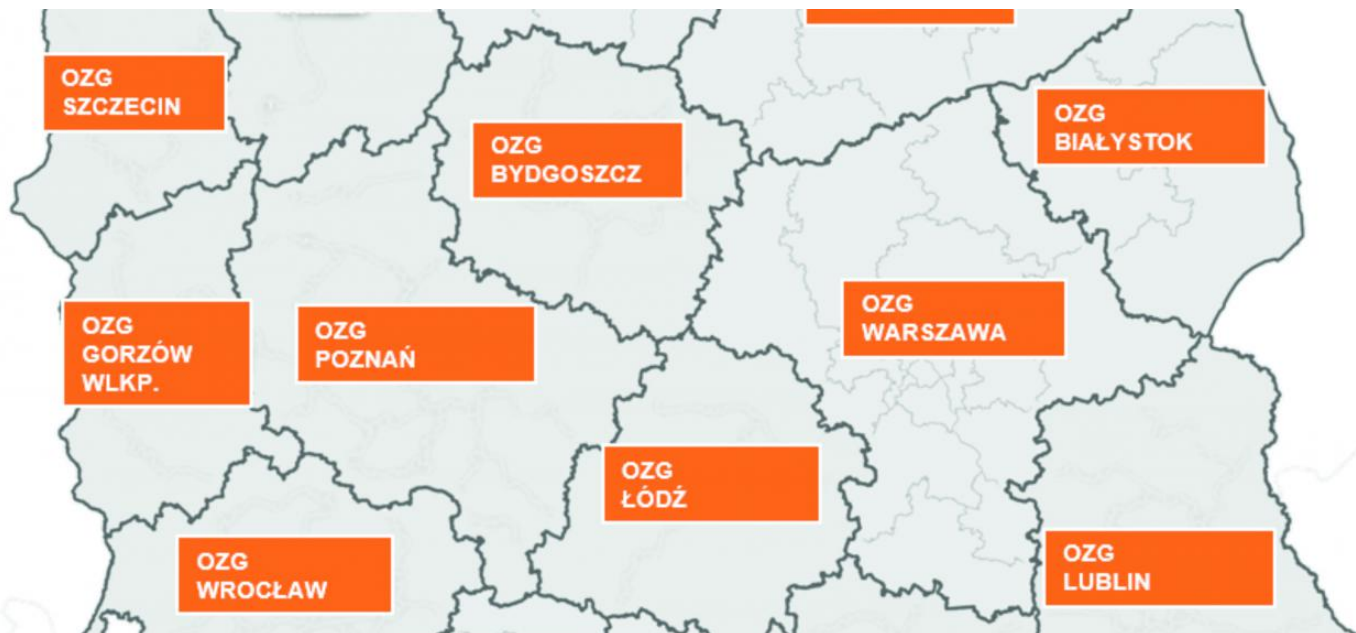 OZG
SZCZECIN
OZG
BIAŁYSTOK
OZG
BYDGOSZCZ
OZG
WARSZAWA
OZG
GORZÓW
WLKP.
OZG
POZNAŃ
OZG
ŁÓDŹ
OZG
WROCŁAW
OZG
LUBLIN